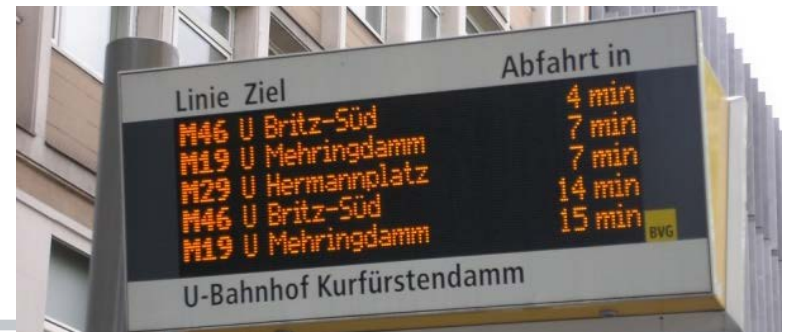 Linie Ziel Abfahrt in
M46 U Britz-Süd 4 min
M19 U Mehringdamm 7 min
M29 U Hermannplatz 7 min
M46 U Britz-Süd 14 min
M19 U Mehringdamm 15 min
BVG
U-Bahnhof Kurfürstendamm